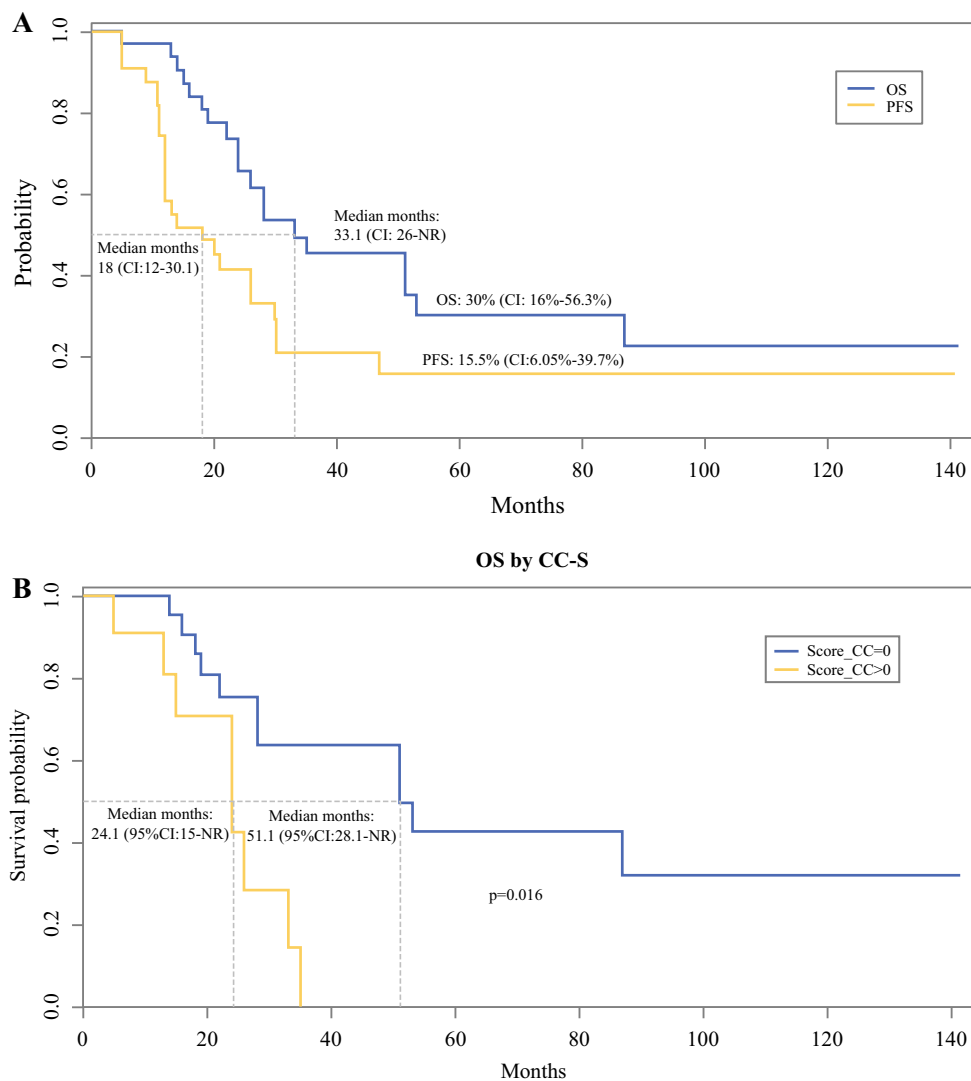 A
1.0
0.8
0.6
0.4
0.2
0.0
Probability
OS
PFS
Median months:
33.1 (CI: 26-NR)
Median months
18 (CI:12-30.1)
OS: 30% (CI: 16%-56.3%)
PFS: 15.5% (CI:6.05%-39.7%)
0 20 40 60 80 100 120 140
Months
OS by CC-S
B
1.0
0.8
0.6
0.4
0.2
0.0
Survival probability
Score_CC=0
Score_CC>0
Median months:
24.1 (95%CI:15-NR)
Median months:
51.1 (95%CI:28.1-NR)
p=0.016
0 20 40 60 80 100 120 140
Months